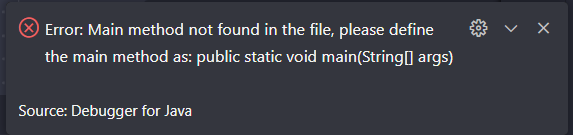 Error: Main method not found in the file, please define
the main method as: public static void main(String[] args)
Source: Debugger for Java